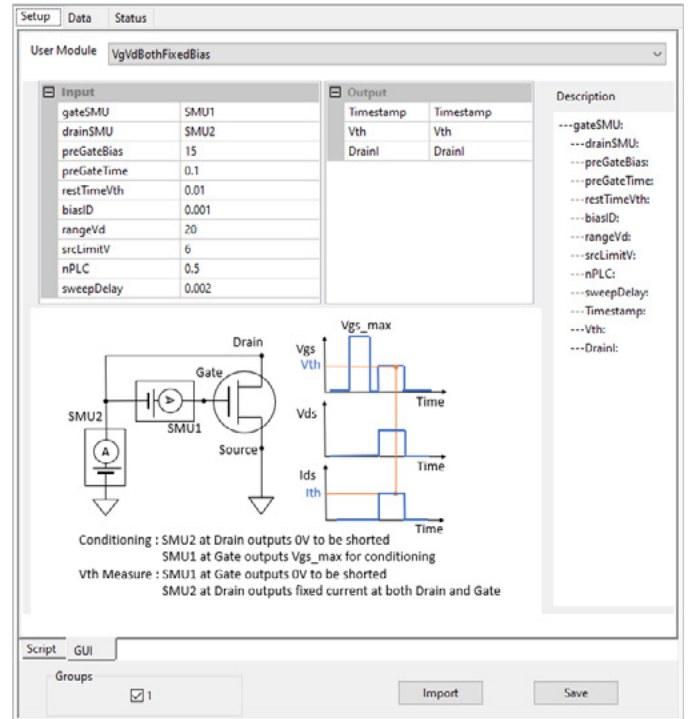 Setup Data Status
User Module VgVdBothFixedBias
Input
gateSMU SMU1
drainSMU SMU2
preGateBias 15
preGateTime 0.1
restTimeVth 0.01
biasID 0.001
rangeVd 20
srcLimitV 6
nPLC 0.5
sweepDelay 0.002
Output
Timestamp Timestamp
Vth Vth
DrainI DrainI
Description
---gateSMU:
---drainSMU:
---preGateBias:
---preGateTime:
---restTimeVth:
---biasID:
---rangeVd:
---srcLimitV:
---nPLC:
---sweepDelay:
---Timestamp:
---Vth:
---DrainI:
Drain
Gate
A
SMU1
SMU2
A
Source
Vgs_max
Vgs
Vth
Time
Vds
Time
Ids
Ith
Time
Conditioning : SMU2 at Drain outputs 0V to be shorted
SMU1 at Gate outputs Vgs_max for conditioning
Vth Measure : SMU1 at Gate outputs 0V to be shorted
SMU2 at Drain outputs fixed current at both Drain and Gate
Script GUI
Groups
1
Import Save